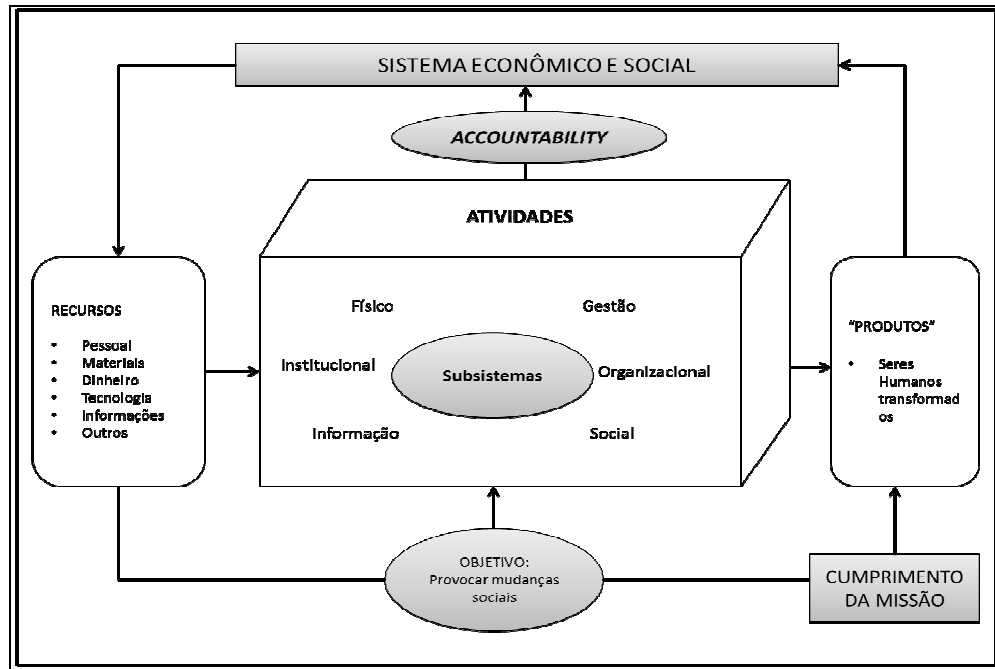 SISTEMA ECONÔMICO E SOCIAL
ACCOUNTABILITY
ATIVIDADES
RECURSOS
• Pessoal
• Materiais
• Dinheiro
• Tecnologia
• Informações
• Outros
Físico
Gestão
Institucional
Subsistemas
Organizacional
Informação
Social
“PRODUTOS”
• Seres
Humanos
transformad
os
OBJETIVO:
Provocar mudanças
sociais
CUMPRIMENTO
DA MISSÃO